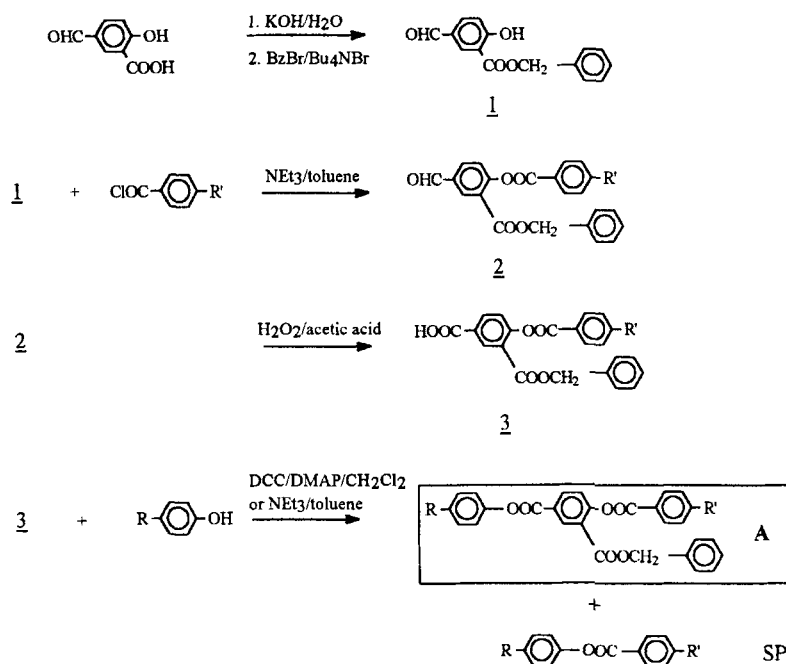 OHC OH COOH 1. KOH/H2O 2. BzBr/Bu4NBr OHC OH COOCH2
1
1 + ClOC R' NEt3/toluene OHC OOC R' COOCH2
2
2 H2O2/acetic acid HOOC OOC R' COOCH2
3
3 + R OH DCC/DMAP/CH2Cl2 or NEt3/toluene R OOC OOC R' COOCH2 A
+
R OOC R' SP